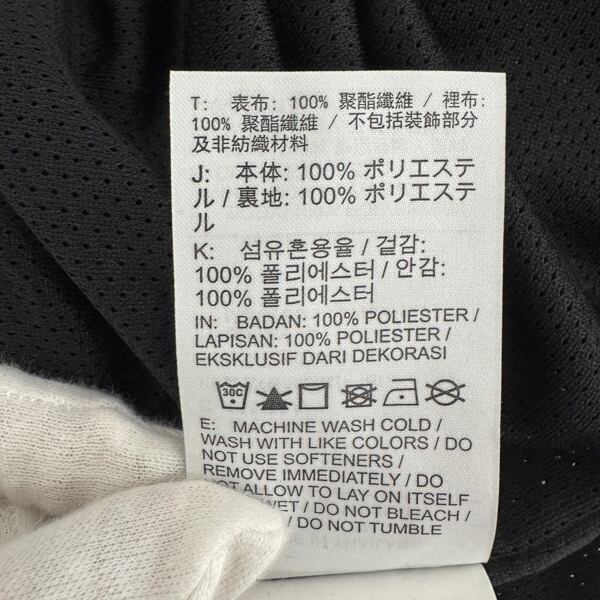 T: 表布: 100% 聚酯纖維 / 裡布:
100% 聚酯纖維 / 不包括裝飾部分
及非紡織材料
J: 本体: 100% ポリエステ
ル / 裏地: 100% ポリエステ
ル
K: 섬유혼용율 / 겉감:
100% 폴리에스터 / 안감:
100% 폴리에스터
IN: BADAN: 100% POLIESTER /
LAPISAN: 100% POLIESTER /
EKSKLUSIF DARI DEKORASI
30C
E: MACHINE WASH COLD /
WASH WITH LIKE COLORS / DO
NOT USE SOFTENERS /
REMOVE IMMEDIATELY / DO
NOT ALLOW TO LAY ON ITSELF
WET / DO NOT BLEACH /
/ DO NOT TUMBLE